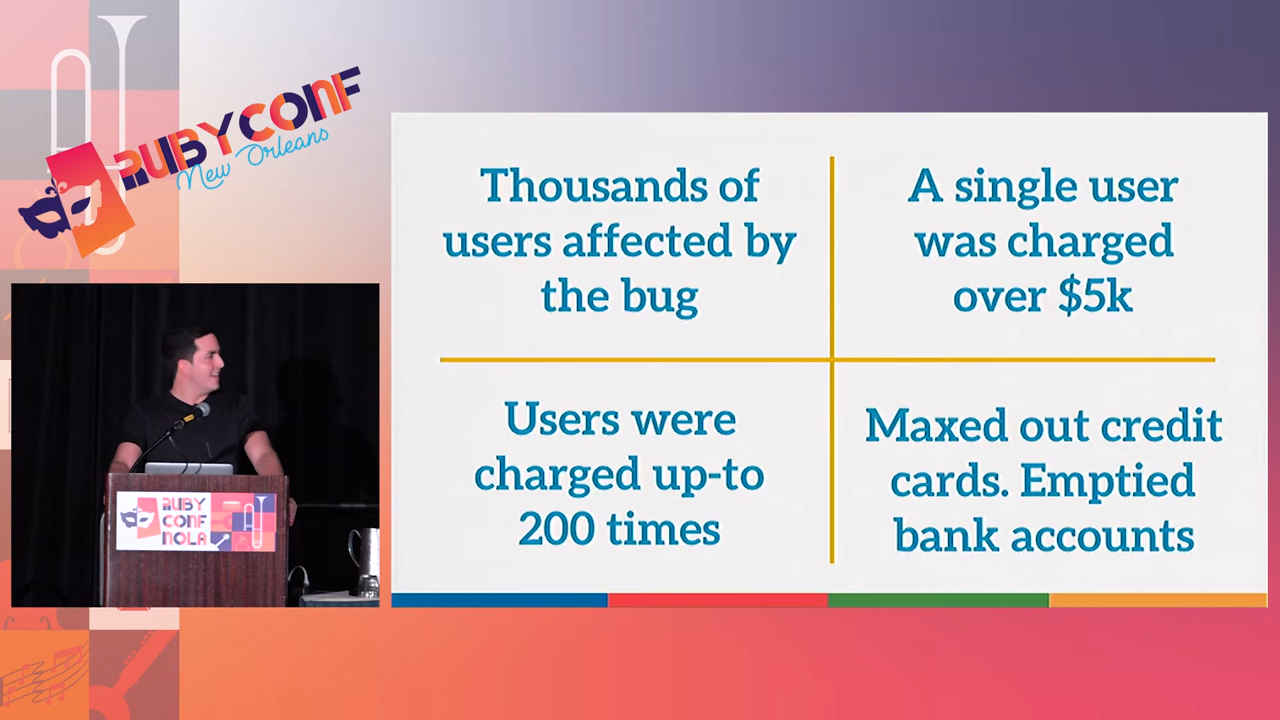 RUBYCONF
New Orleans
Thousands of
users affected by
the bug
A single user
was charged
over $5k
Users were
charged up-to
200 times
Maxed out credit
cards. Emptied
bank accounts
RUBY
CONF
NOLA